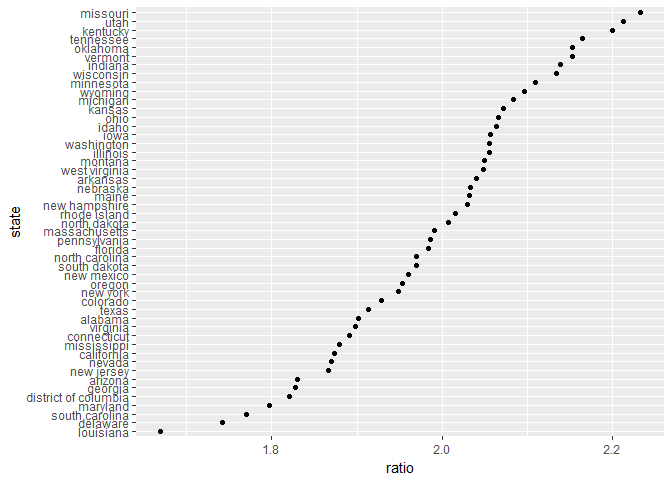 missouri
utah
kentucky
tennessee
oklahoma
vermont
indiana
wisconsin
minnesota
wyoming
michigan
kansas
ohio
idaho
iowa
washington
illinois
montana
west virginia
arkansas
nebraska
maine
new hampshire
rhode island
north dakota
massachusetts
pennsylvania
florida
north carolina
south dakota
new mexico
oregon
new york
colorado
texas
alabama
virginia
connecticut
mississippi
california
nevada
new jersey
arizona
georgia
district of columbia
maryland
south carolina
delaware
louisiana
state
1.8 2.0 2.2
ratio